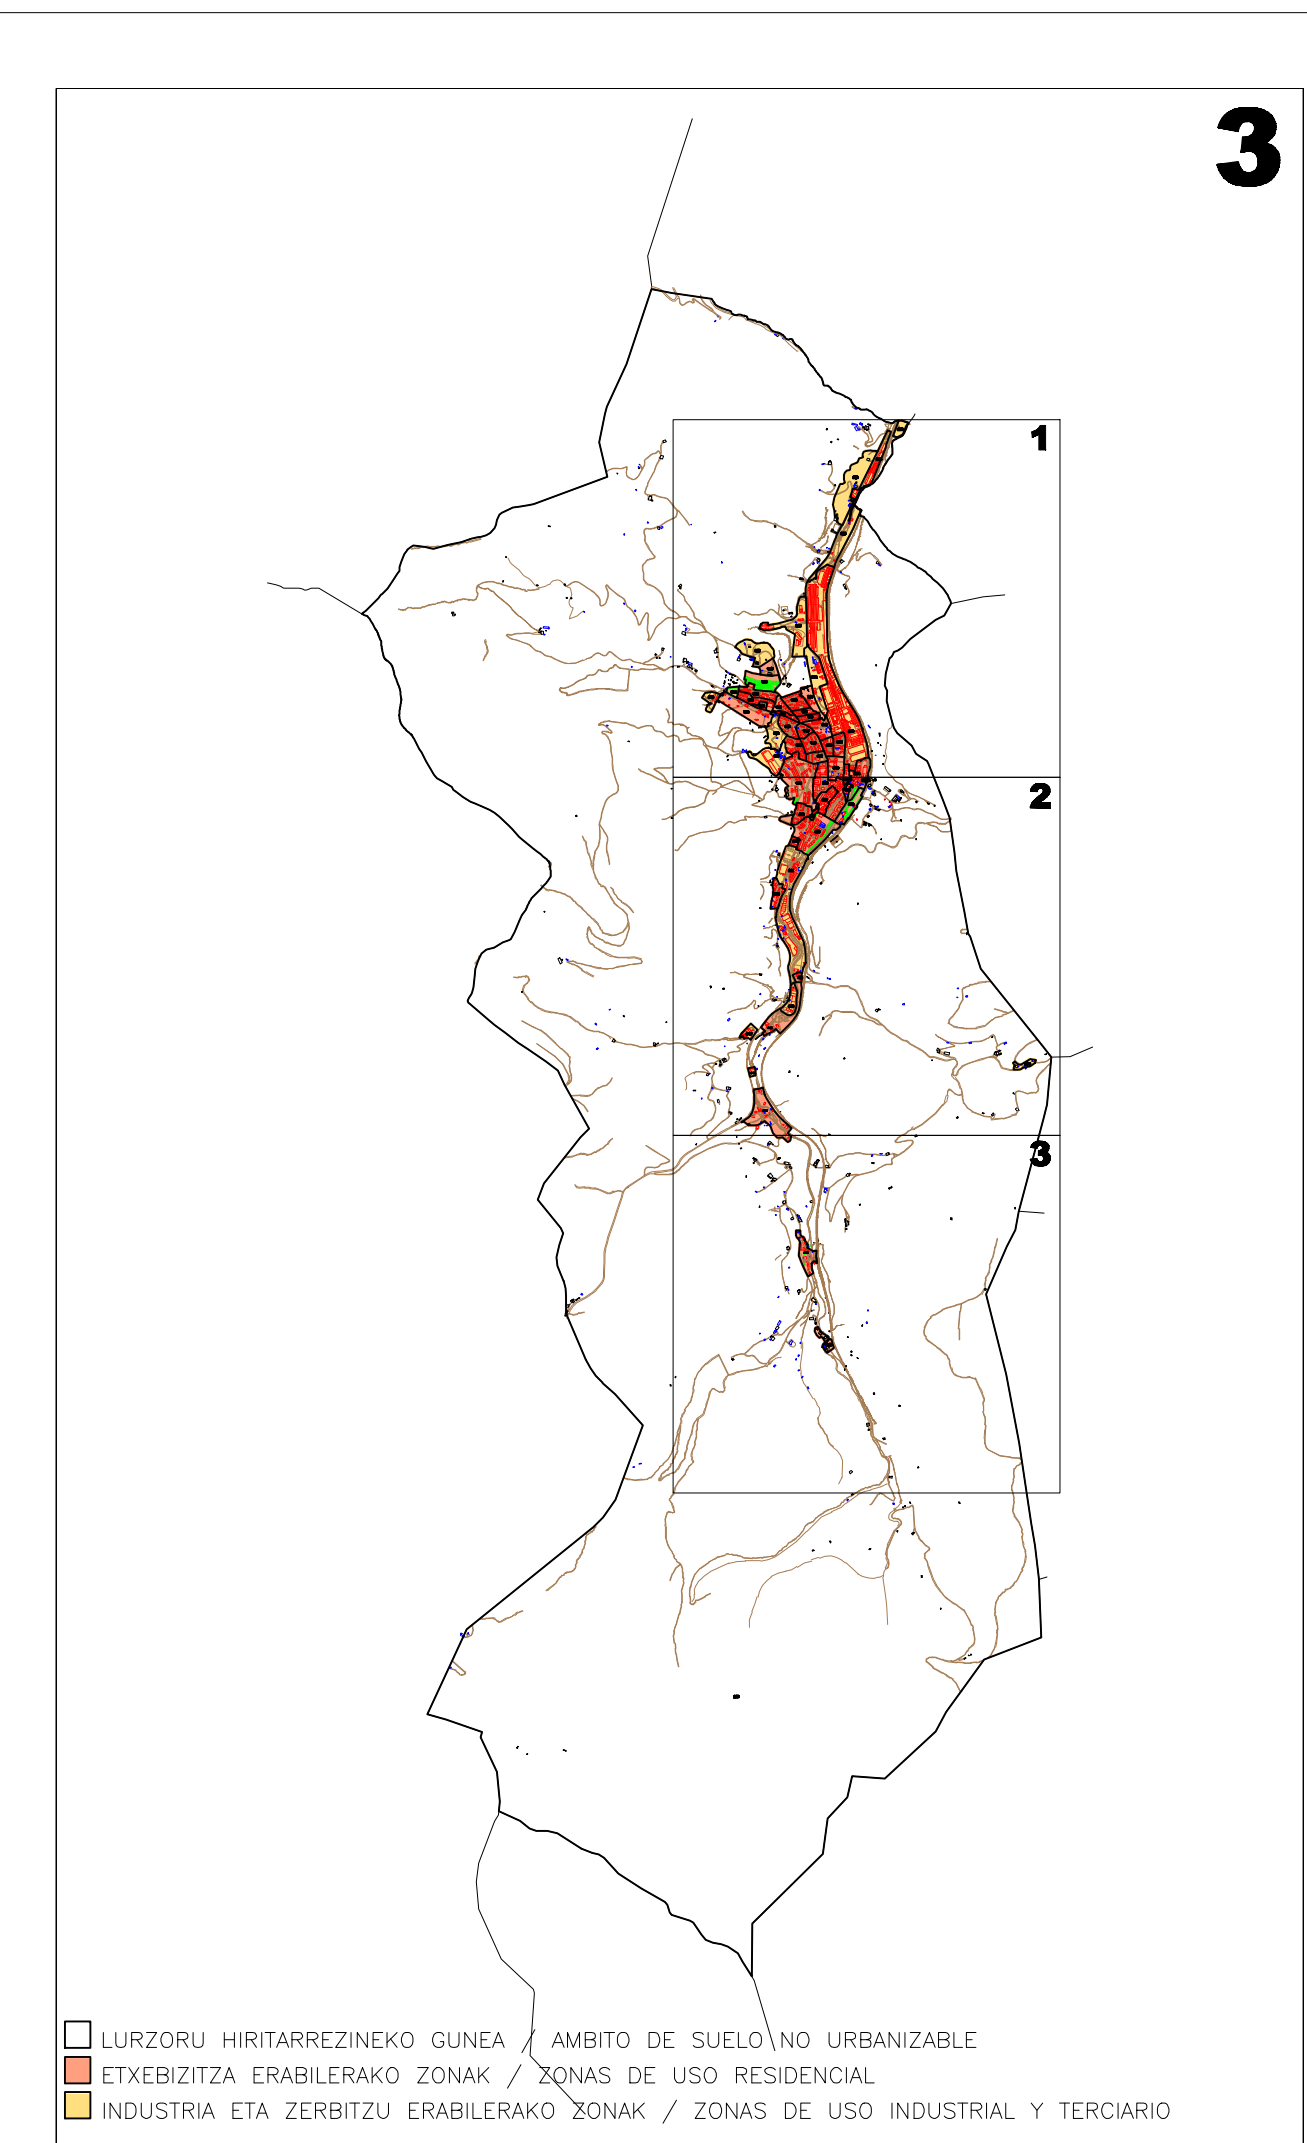 3
1
2
3
LURZORU HIRITARREZINEKO GUNEA / AMBITO DE SUELO NO URBANIZABLE
ETXEBIZITZA ERABILERAKO ZONAK / ZONAS DE USO RESIDENCIAL
INDUSTRIA ETA ZERBITZU ERABILERAKO ZONAK / ZONAS DE USO INDUSTRIAL Y TERCIARIO